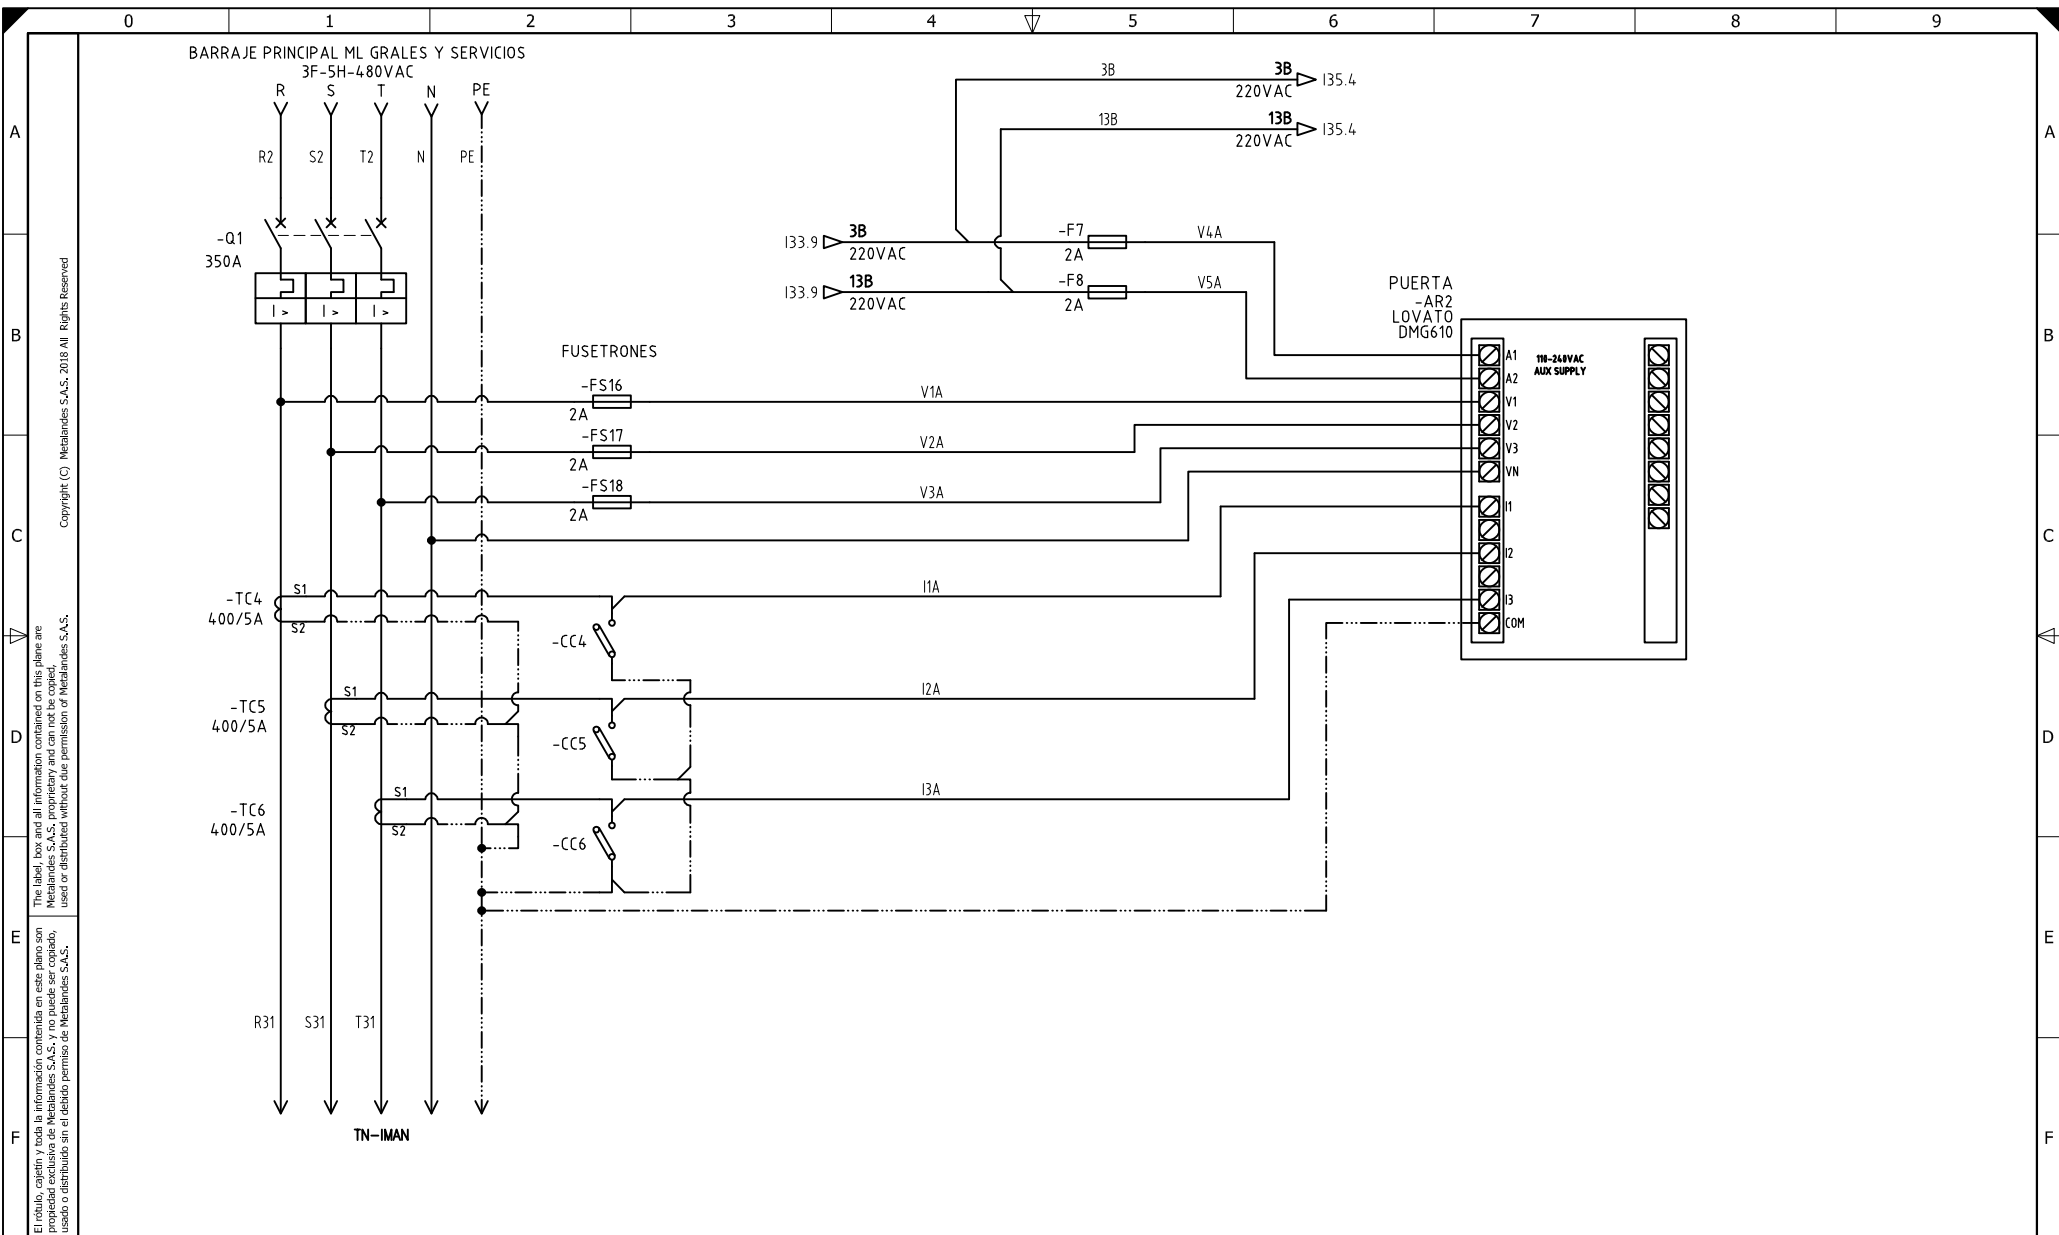 0 1 2 3 4 5 6 7 8 9
BARRAJE PRINCIPAL ML GRALES Y SERVICIOS
3F-5H-480VAC
R S T N PE
R2 S2 T2 N PE
3B 3B
220VAC
I35.4
13B 13B
220VAC
I35.4
A A
-Q1
350A
I > I > I >
I33.9 3B
220VAC
-F7
2A
V4A
I33.9 13B
220VAC
-F8
2A
V5A
PUERTA
-AR2
LOVATO
DMG610
B B
110-240VAC
AUX SUPPLY
A1
A2
V1
V2
V3
VN
I1
I2
I3
COM
FUSETRONES
-FS16
2A
V1A
-FS17
2A
V2A
-FS18
2A
V3A
C C
-TC4
400/5A
S1
S2
-CC4
I1A
-TC5
400/5A
S1
S2
-CC5
I2A
D D
-TC6
400/5A
S1
S2
-CC6
I3A
E E
R31 S31 T31
TN-IMAN
F F
Copyright (C) Metalandes S.A.S. 2018 All Rights Reserved
The label, box and all information contained on this plane are
Metalandes S.A.S. proprietary and can not be copied,
used or distributed without due permission of Metalandes S.A.S.
El rótulo, cajetín y toda la información contenida en este plano son
propiedad exclusiva de Metalandes S.A.S. y no puede ser copiado,
usado o distribuido sin el debido permiso de Metalandes S.A.S.